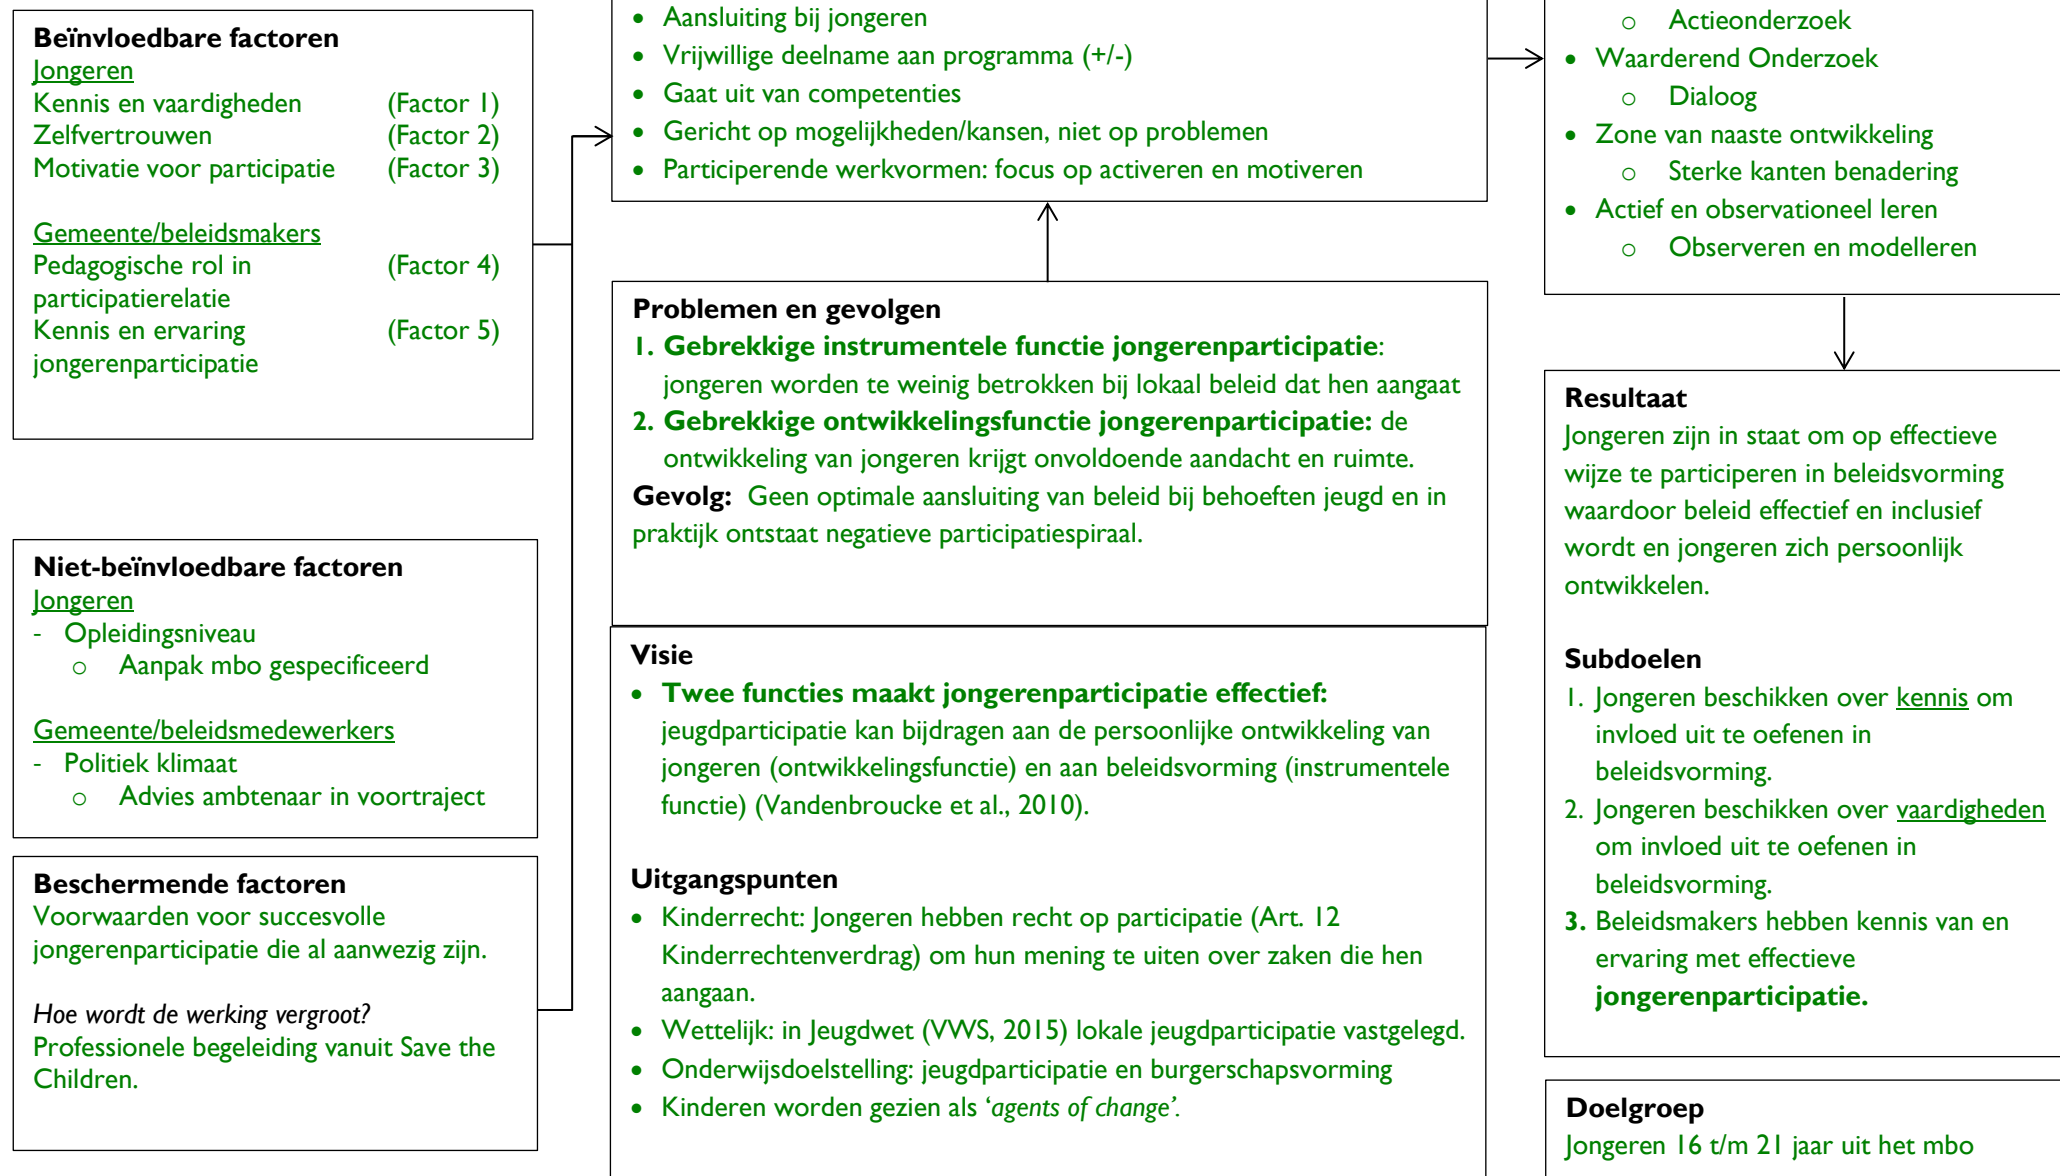 Beïnvloedbare factoren
Jongeren
Kennis en vaardigheden (Factor 1)
Zelfvertrouwen (Factor 2)
Motivatie voor participatie (Factor 3)
Gemeente/beleidsmakers
Pedagogische rol in (Factor 4)
participatierelatie
Kennis en ervaring (Factor 5)
jongerenparticipatie
Niet-beïnvloedbare factoren
Jongeren
- Opleidingsniveau
o Aanpak mbo gespecificeerd
Gemeente/beleidsmedewerkers
- Politiek klimaat
o Advies ambtenaar in voortraject
Beschermende factoren
Voorwaarden voor succesvolle
jongerenparticipatie die al aanwezig zijn.
Hoe wordt de werking vergroot?
Professionele begeleiding vanuit Save the
Children.
• Aansluiting bij jongeren
• Vrijwillige deelname aan programma (+/-)
• Gaat uit van competenties
• Gericht op mogelijkheden/kansen, niet op problemen
• Participerende werkvormen: focus op activeren en motiveren
Problemen en gevolgen
1. Gebrekkige instrumentele functie jongerenparticipatie:
jongeren worden te weinig betrokken bij lokaal beleid dat hen aangaat
2. Gebrekkige ontwikkelingsfunctie jongerenparticipatie: de
ontwikkeling van jongeren krijgt onvoldoende aandacht en ruimte.
Gevolg: Geen optimale aansluiting van beleid bij behoeften jeugd en in
praktijk ontstaat negatieve participatiespiraal.
Visie
• Twee functies maakt jongerenparticipatie effectief:
jeugdparticipatie kan bijdragen aan de persoonlijke ontwikkeling van
jongeren (ontwikkelingsfunctie) en aan beleidsvorming (instrumentele
functie) (Vandenbroucke et al., 2010).
Uitgangspunten
• Kinderrecht: Jongeren hebben recht op participatie (Art. 12
Kinderrechtenverdrag) om hun mening te uiten over zaken die hen
aangaan.
• Wettelijk: in Jeugdwet (VWS, 2015) lokale jeugdparticipatie vastgelegd.
• Onderwijsdoelstelling: jeugdparticipatie en burgerschapsvorming
• Kinderen worden gezien als ‘agents of change’.
o Actieonderzoek
• Waarderend Onderzoek
o Dialoog
• Zone van naaste ontwikkeling
o Sterke kanten benadering
• Actief en observationeel leren
o Observeren en modelleren
Resultaat
Jongeren zijn in staat om op effectieve
wijze te participeren in beleidsvorming
waardoor beleid effectief en inclusief
wordt en jongeren zich persoonlijk
ontwikkelen.
Subdoelen
1. Jongeren beschikken over kennis om
invloed uit te oefenen in
beleidsvorming.
2. Jongeren beschikken over vaardigheden
om invloed uit te oefenen in
beleidsvorming.
3. Beleidsmakers hebben kennis van en
ervaring met effectieve
jongerenparticipatie.
Doelgroep
Jongeren 16 t/m 21 jaar uit het mbo